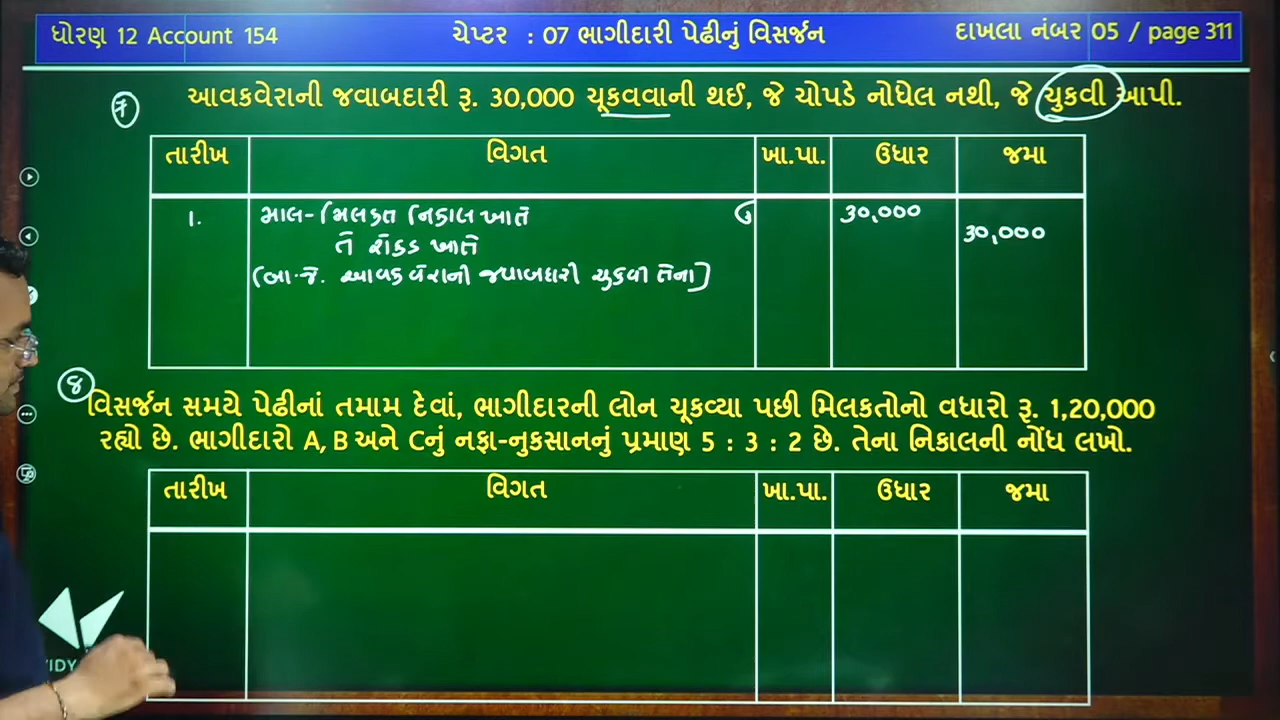 ધોરણ 12 Account 154
ચેપ્ટર : 07 ભાગીદારી પેઢીનું વિસર્જન
દાખલા નંબર 05 / page 311
૭ આવકવેરાની જવાબદારી રૂ. 30,000 ચૂકવવાની થઈ, જે ચોપડે નોધેલ નથી, જે ચુકવી આપી.
તારીખ વિગત ખા.પા. ઉધાર જમા
1. માલ-મિલકત નિકાલ ખાતે ઉ 30,000
તે રોકડ ખાતે 30,000
(બા.જે. આવક વેરાની જવાબદારી ચુકવી તેના)
૪ વિસર્જન સમયે પેઢીનાં તમામ દેવાં, ભાગીદારની લોન ચૂકવ્યા પછી મિલકતોનો વધારો રૂ. 1,20,000
રહ્યો છે. ભાગીદારો A, B અને Cનું નફા-નુકસાનનું પ્રમાણ 5 : 3 : 2 છે. તેના નિકાલની નોંધ લખો.
તારીખ વિગત ખા.પા. ઉધાર જમા